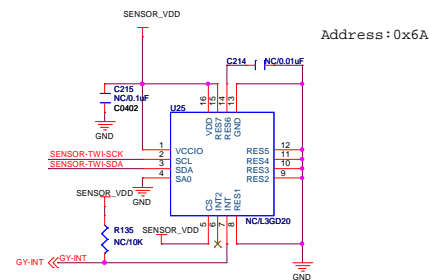 SENSOR_VDD
Address:0x6A
C214
NC/0.01uF
C215
NC/0.1uF
C0402
GND
U25
16
15
14
13
VDD
RES7
RES6
GND
1
VCCIO
RES5
12
SENSOR-TWI-SCK
2
SCL
RES4
11
SENSOR-TWI-SDA
3
SDA
RES3
10
4
SA0
RES2
9
SENSOR_VDD
GND
CS
INT2
INT
RES1
5
6
7
8
NC/L3GD20
R135
NC/10K
SENSOR_VDD
GY-INT
GY-INT
GND